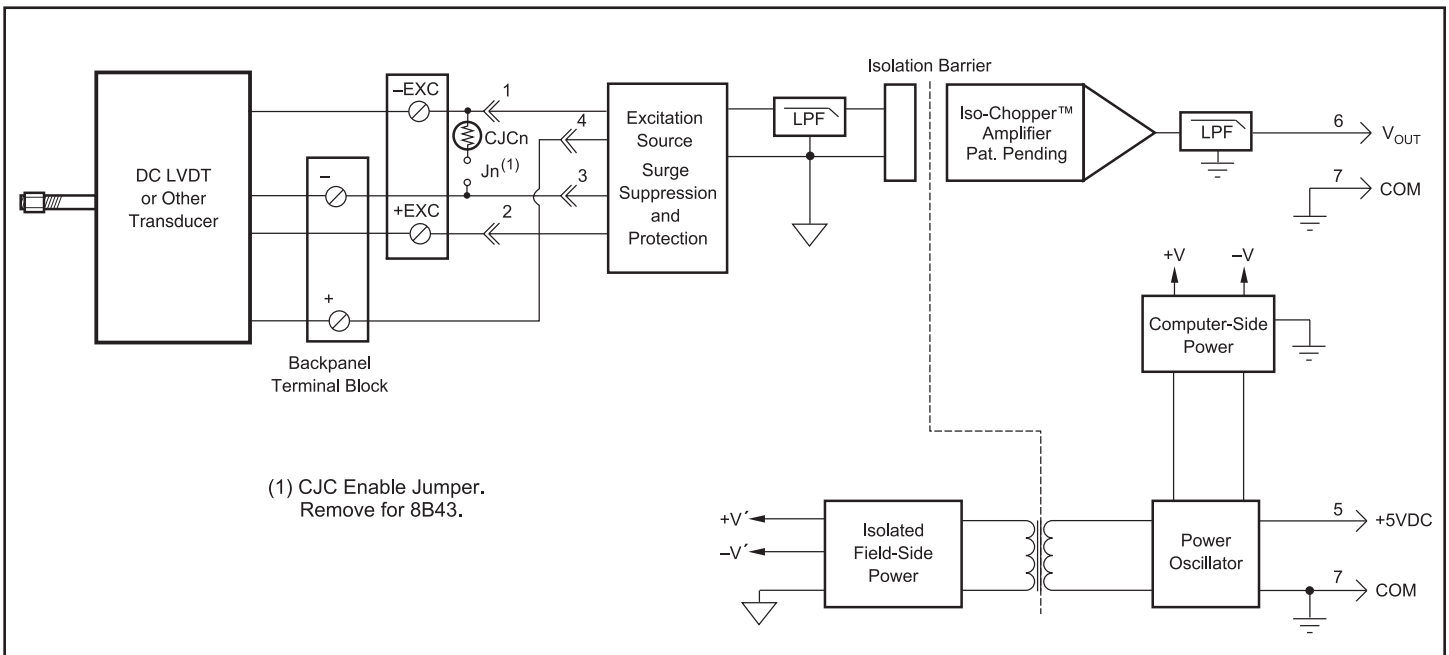 Isolation Barrier
–EXC
1
4
CJCn
Jn(1)
3
+EXC
2
–
+
DC LVDT
or Other
Transducer
Backpanel
Terminal Block
Excitation
Source
Surge
Suppression
and
Protection
LPF
Iso-Chopper™
Amplifier
Pat. Pending
LPF
6
VOUT
7
COM
+V
–V
Computer-Side
Power
(1) CJC Enable Jumper.
Remove for 8B43.
+V´
–V´
Isolated
Field-Side
Power
Power
Oscillator
5
+5VDC
7
COM